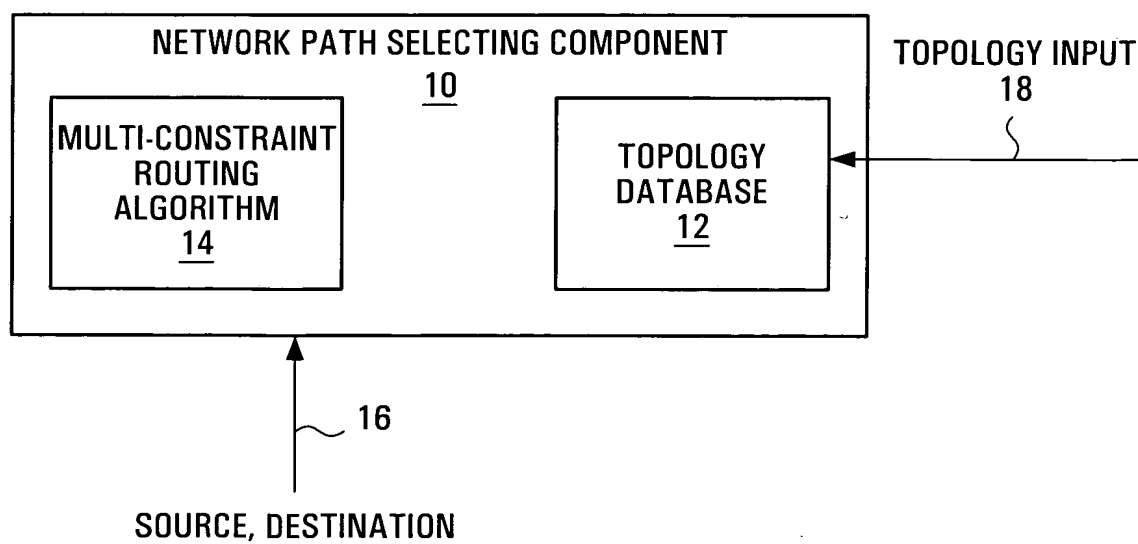 NETWORK PATH SELECTING COMPONENT
10
TOPOLOGY INPUT
18
MULTI-CONSTRAINT
ROUTING
ALGORITHM
14
TOPOLOGY
DATABASE
12
16
SOURCE, DESTINATION